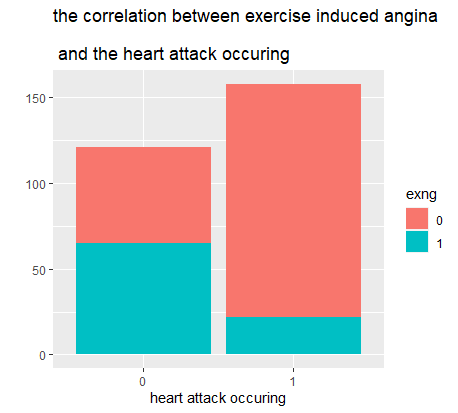 the correlation between exercise induced angina
and the heart attack occuring
150
100
50
0
0 1
heart attack occuring
exng
0
1